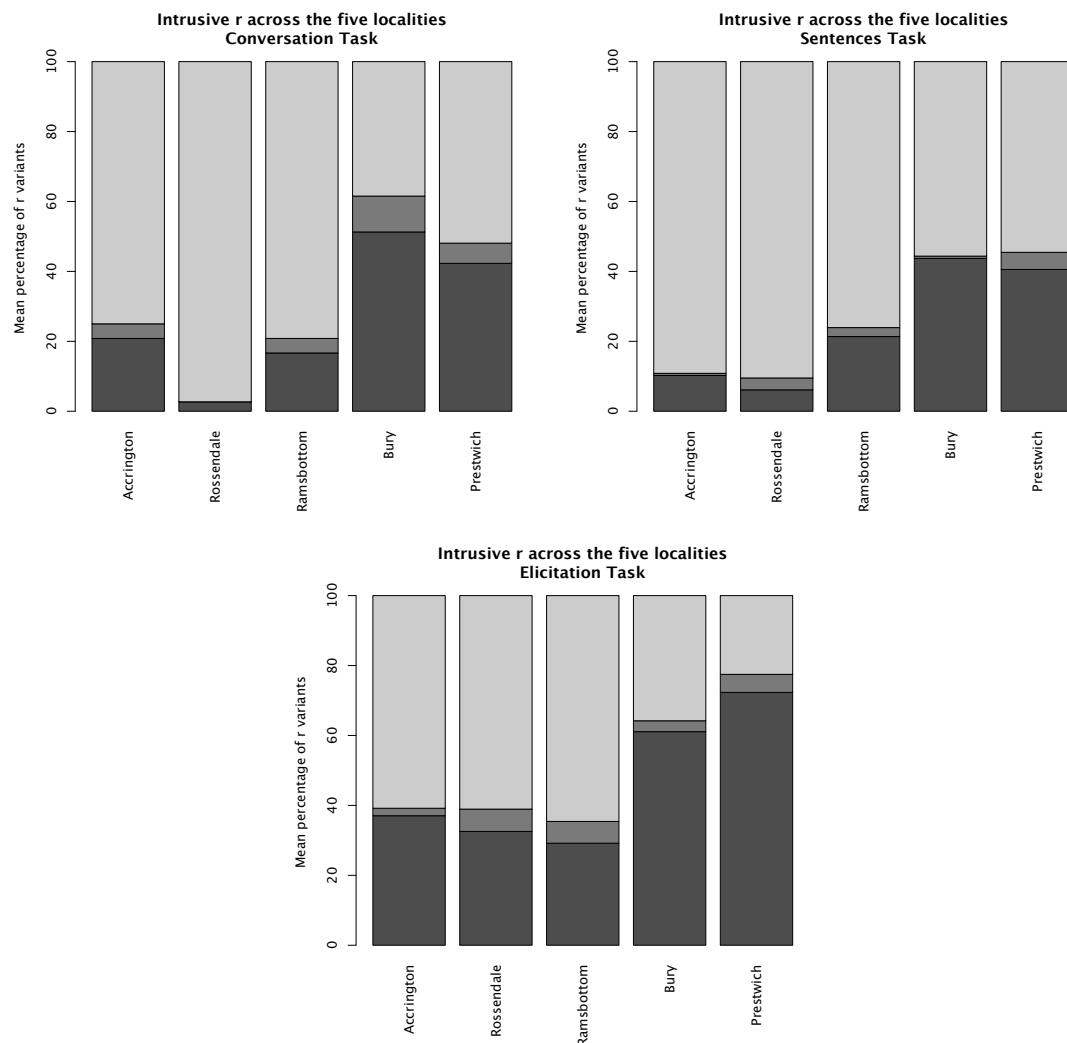 Intrusive r across the five localities
Conversation Task
Mean percentage of r variants
0
20
40
60
80
100
Accrington
Rossendale
Ramsbottom
Bury
Prestwich
Intrusive r across the five localities
Sentences Task
Mean percentage of r variants
0
20
40
60
80
100
Accrington
Rossendale
Ramsbottom
Bury
Prestwich
Intrusive r across the five localities
Elicitation Task
Mean percentage of r variants
0
20
40
60
80
100
Accrington
Rossendale
Ramsbottom
Bury
Prestwich